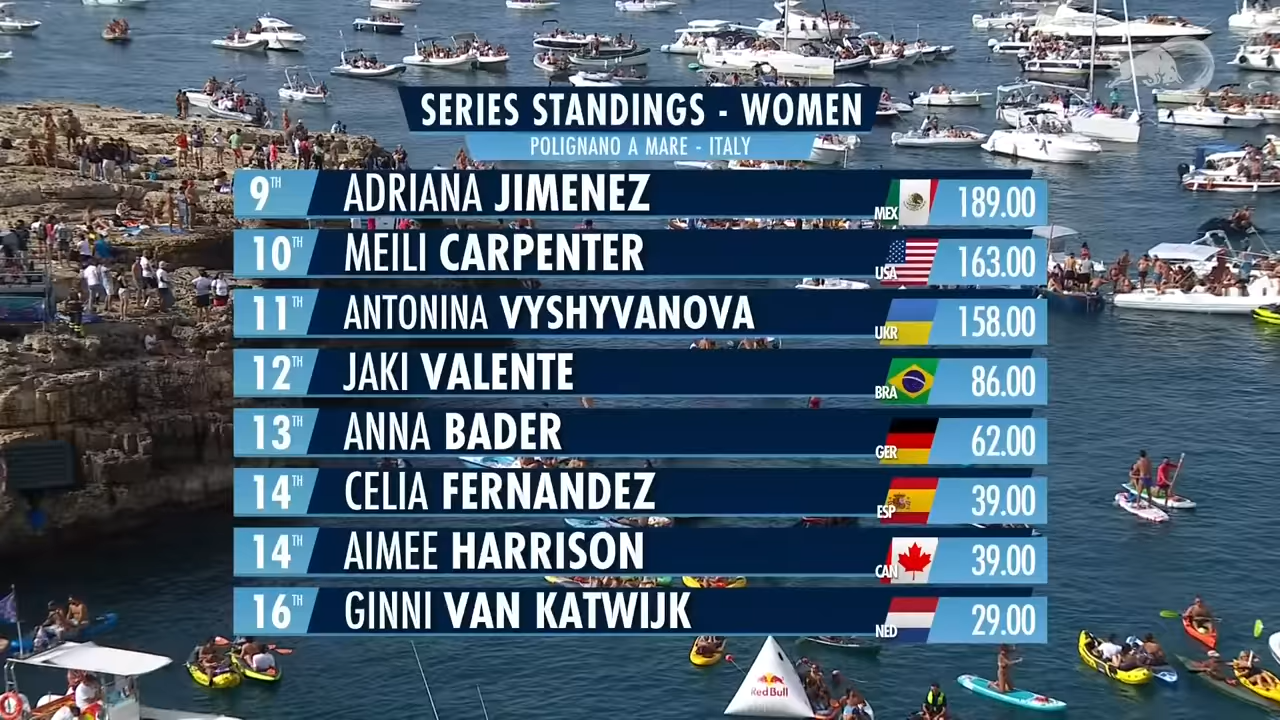 SERIES STANDINGS - WOMEN
POLIGNANO A MARE - ITALY
9TH ADRIANA JIMENEZ MEX 189.00
10TH MEILI CARPENTER USA 163.00
11TH ANTONINA VYSHYVANOVA UKR 158.00
12TH JAKI VALENTE BRA 86.00
13TH ANNA BADER GER 62.00
14TH CELIA FERNANDEZ ESP 39.00
14TH AIMEE HARRISON CAN 39.00
16TH GINNI VAN KATWIJK NED 29.00
Red Bull